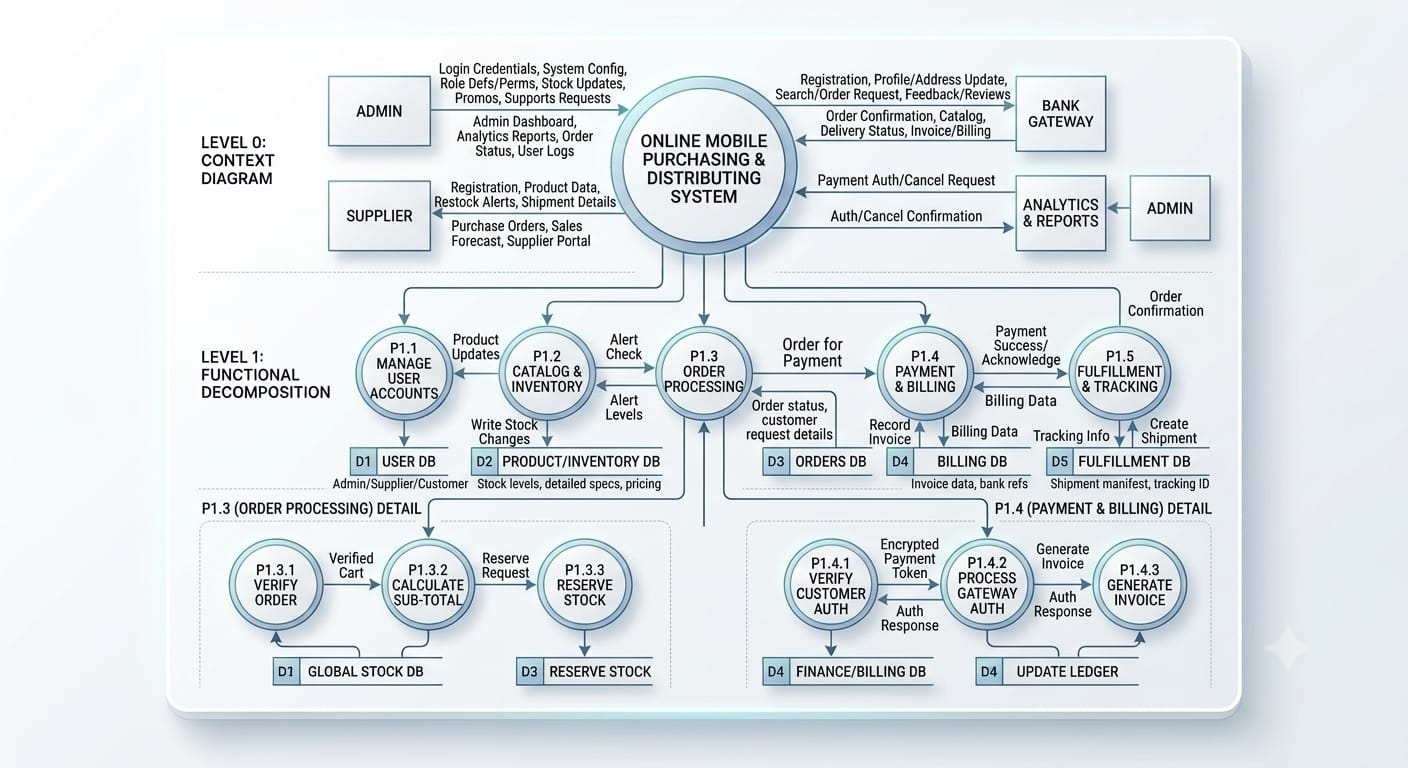 LEVEL 0:
CONTEXT
DIAGRAM
ADMIN
Login Credentials, System Config,
Role Defs/Perms, Stock Updates,
Promos, Supports Requests
Admin Dashboard,
Analytics Reports, Order
Status, User Logs
SUPPLIER
Registration, Product Data,
Restock Alerts, Shipment Details
Purchase Orders, Sales
Forecast, Supplier Portal
ONLINE MOBILE
PURCHASING &
DISTRIBUTING
SYSTEM
Registration, Profile/Address Update,
Search/Order Request, Feedback/Reviews
Order Confirmation, Catalog,
Delivery Status, Invoice/Billing
BANK
GATEWAY
Payment Auth/Cancel Request
Auth/Cancel Confirmation
ANALYTICS
& REPORTS
ADMIN
LEVEL 1:
FUNCTIONAL
DECOMPOSITION
P1.1
MANAGE
USER
ACCOUNTS
Product
Updates
P1.2
CATALOG &
INVENTORY
Alert
Check
Alert
Levels
P1.3
ORDER
PROCESSING
Order for
Payment
P1.4
PAYMENT
& BILLING
Payment
Success/
Acknowledge
Billing Data
P1.5
FULFILLMENT
& TRACKING
Order
Confirmation
Write Stock
Changes
Order status,
customer
request details
Record
Invoice
Billing Data
Tracking Info
Create
Shipment
D1 USER DB
Admin/Supplier/Customer
D2 PRODUCT/INVENTORY DB
Stock levels, detailed specs, pricing
D3 ORDERS DB
D4 BILLING DB
Invoice data, bank refs
D5 FULFILLMENT DB
Shipment manifest, tracking ID
P1.3 (ORDER PROCESSING) DETAIL
P1.3.1
VERIFY
ORDER
Verified
Cart
P1.3.2
CALCULATE
SUB-TOTAL
Reserve
Request
P1.3.3
RESERVE
STOCK
GLOBAL STOCK DB
D3 RESERVE STOCK
P1.4 (PAYMENT & BILLING) DETAIL
P1.4.1
VERIFY
CUSTOMER
AUTH
Encrypted
Payment
Token
Auth
Response
P1.4.2
PROCESS
GATEWAY
AUTH
Generate
Invoice
Auth
Response
P1.4.3
GENERATE
INVOICE
D4 FINANCE/BILLING DB
D4 UPDATE LEDGER